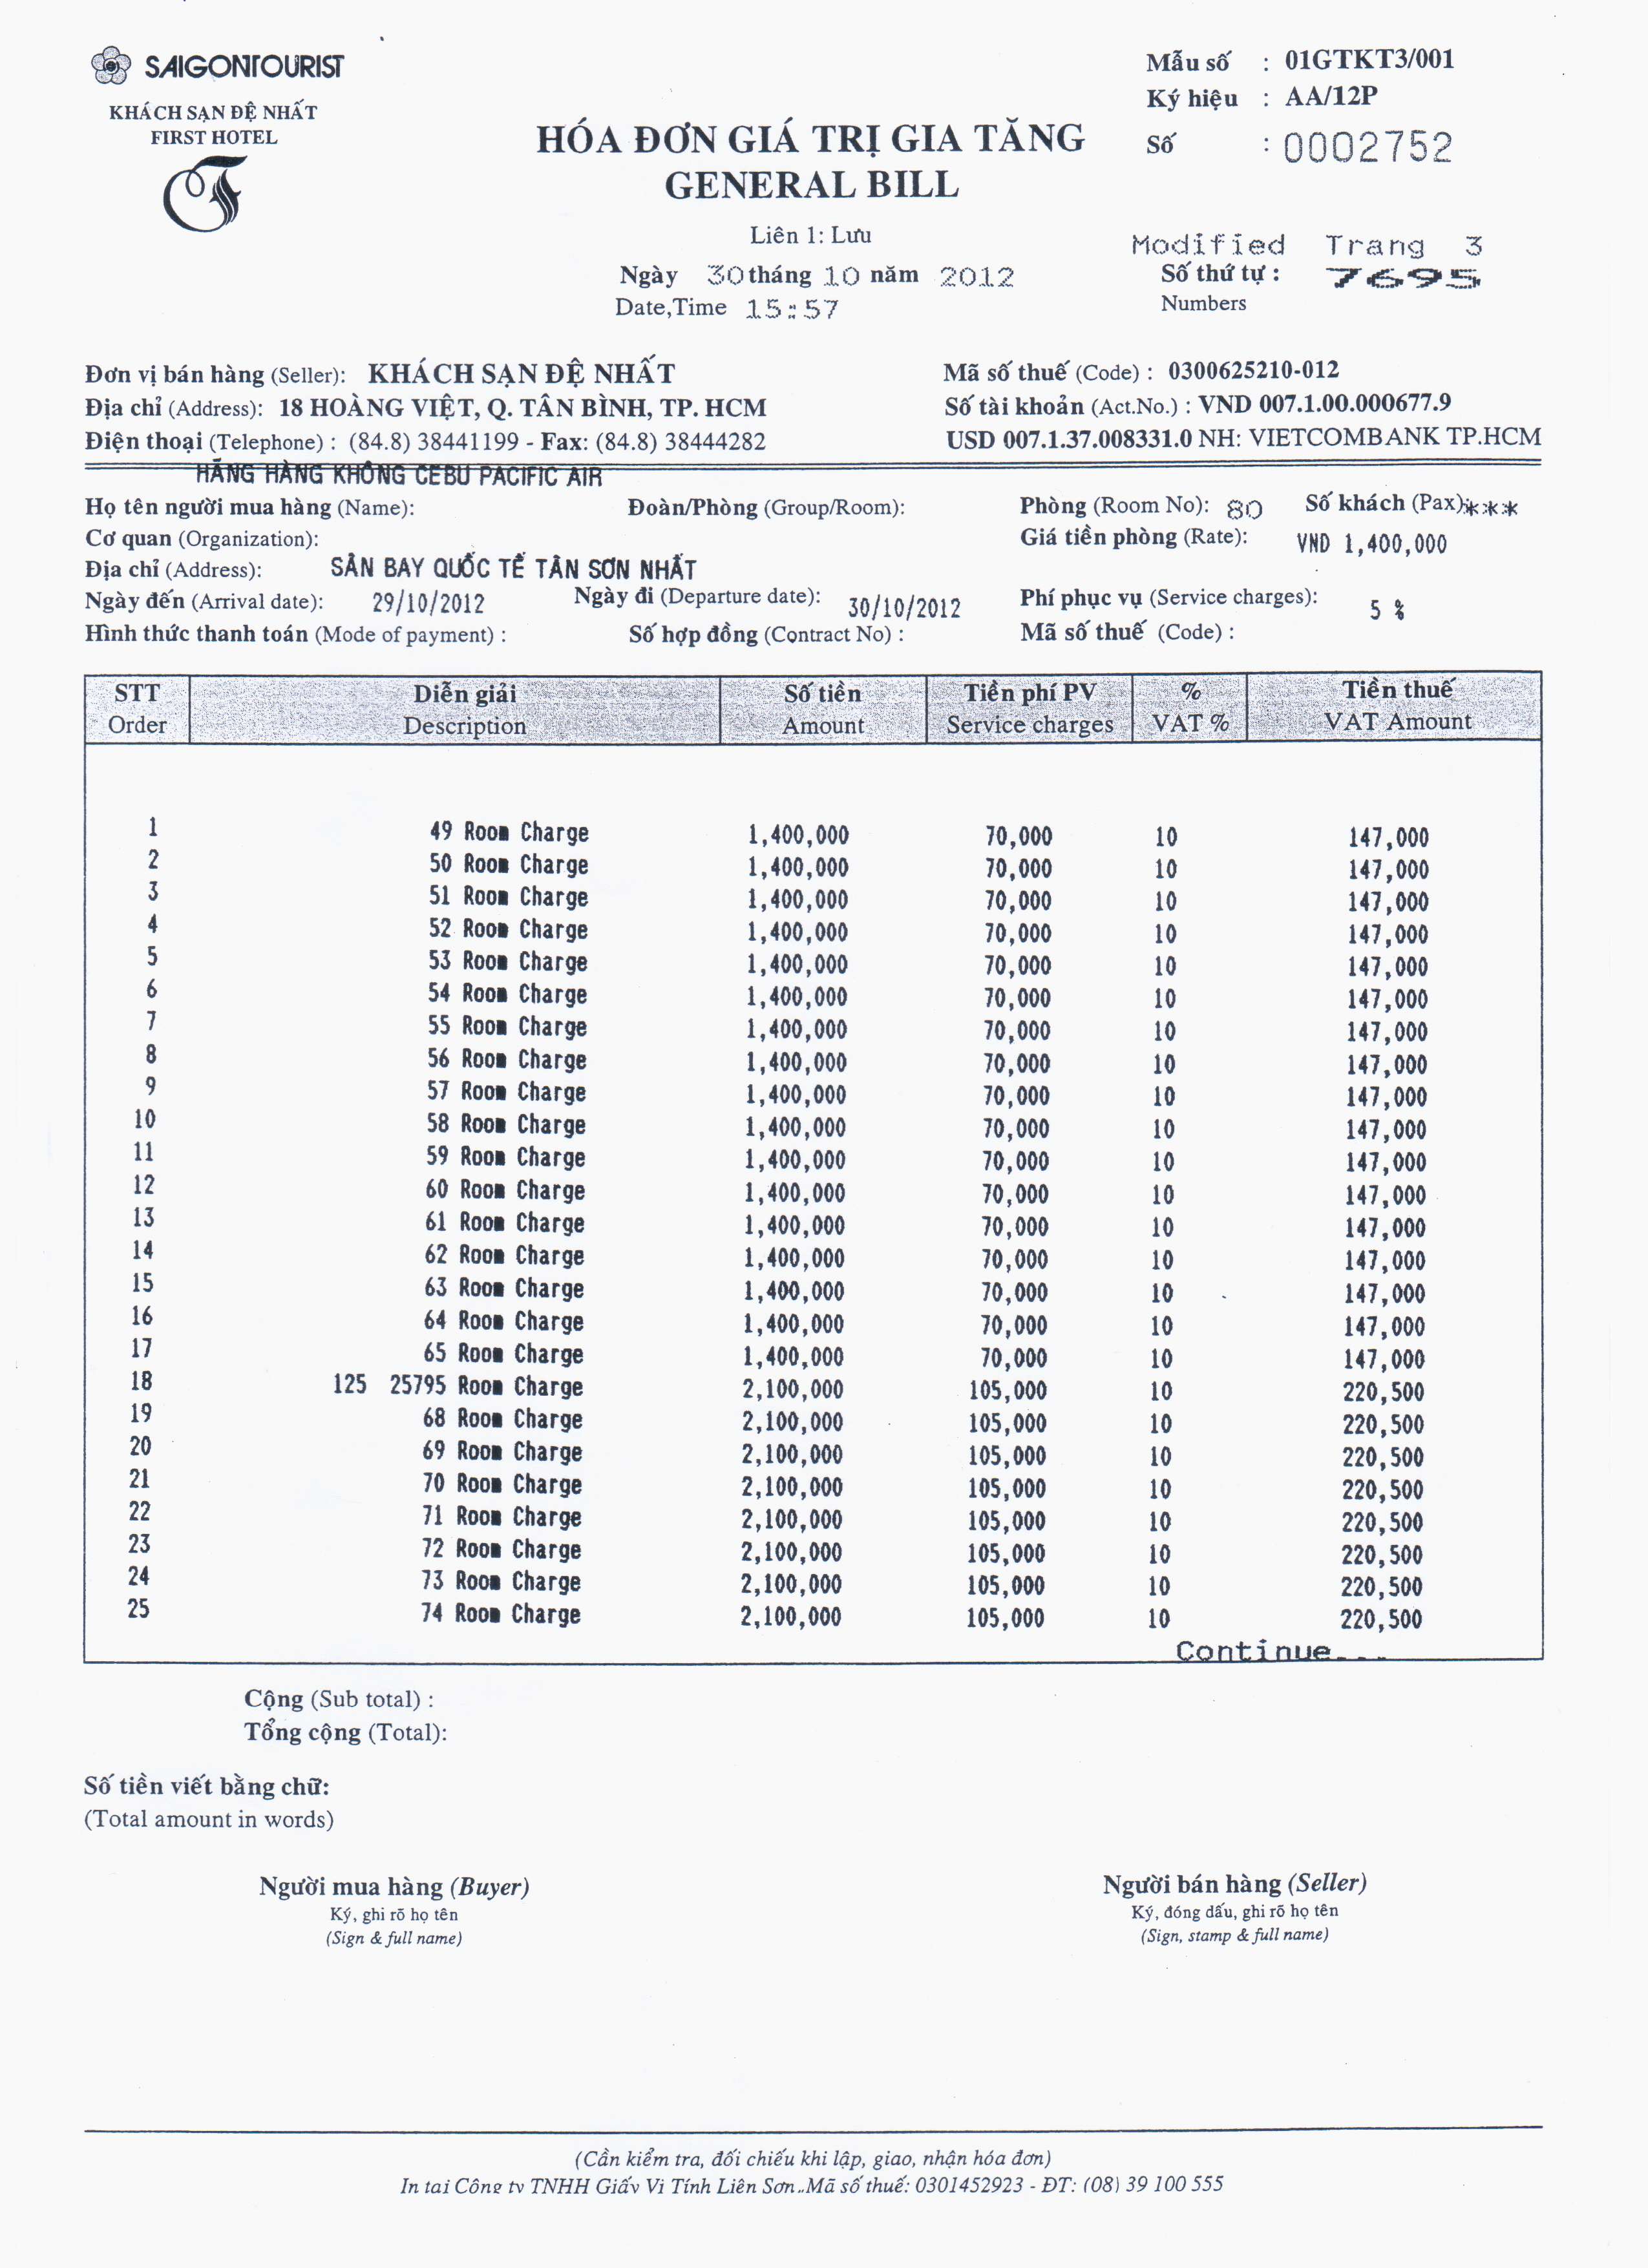 SAIGONTOURIST
KHÁCH SẠN ĐỆ NHẤT
FIRST HOTEL
Mẫu số : 01GTKT3/001
Ký hiệu : AA/12P
Số : 0002752
HÓA ĐƠN GIÁ TRỊ GIA TĂNG
GENERAL BILL
Liên 1: Lưu
Ngày 30 tháng 10 năm 2012
Date,Time 15:57
Modified Trang 3
Số thứ tự : 7695
Numbers
Đơn vị bán hàng (Seller): KHÁCH SẠN ĐỆ NHẤT
Mã số thuế (Code) : 0300625210-012
Địa chỉ (Address): 18 HOÀNG VIỆT, Q. TÂN BÌNH, TP. HCM
Số tài khoản (Act.No.) : VND 007.1.00.000677.9
Điện thoại (Telephone) : (84.8) 38441199 - Fax: (84.8) 38444282
USD 007.1.37.008331.0 NH: VIETCOMBANK TP.HCM
HÃNG HÀNG KHÔNG CEBU PACIFIC AIR
Họ tên người mua hàng (Name): Đoàn/Phòng (Group/Room): Phòng (Room No): 80 Số khách (Pax):***
Cơ quan (Organization): Giá tiền phòng (Rate): VND 1,400,000
Địa chỉ (Address): SÂN BAY QUỐC TẾ TÂN SƠN NHẤT
Ngày đến (Arrival date): 29/10/2012 Ngày đi (Departure date): 30/10/2012 Phí phục vụ (Service charges): 5 %
Hình thức thanh toán (Mode of payment) : Số hợp đồng (Contract No) : Mã số thuế (Code) :
STT Diễn giải Số tiền Tiền phí PV % Tiền thuế
Order Description Amount Service charges VAT % VAT Amount
1 49 Room Charge 1,400,000 70,000 10 147,000
2 50 Room Charge 1,400,000 70,000 10 147,000
3 51 Room Charge 1,400,000 70,000 10 147,000
4 52 Room Charge 1,400,000 70,000 10 147,000
5 53 Room Charge 1,400,000 70,000 10 147,000
6 54 Room Charge 1,400,000 70,000 10 147,000
7 55 Room Charge 1,400,000 70,000 10 147,000
8 56 Room Charge 1,400,000 70,000 10 147,000
9 57 Room Charge 1,400,000 70,000 10 147,000
10 58 Room Charge 1,400,000 70,000 10 147,000
11 59 Room Charge 1,400,000 70,000 10 147,000
12 60 Room Charge 1,400,000 70,000 10 147,000
13 61 Room Charge 1,400,000 70,000 10 147,000
14 62 Room Charge 1,400,000 70,000 10 147,000
15 63 Room Charge 1,400,000 70,000 10 147,000
16 64 Room Charge 1,400,000 70,000 10 147,000
17 65 Room Charge 1,400,000 70,000 10 147,000
18 125 25795 Room Charge 2,100,000 105,000 10 220,500
19 68 Room Charge 2,100,000 105,000 10 220,500
20 69 Room Charge 2,100,000 105,000 10 220,500
21 70 Room Charge 2,100,000 105,000 10 220,500
22 71 Room Charge 2,100,000 105,000 10 220,500
23 72 Room Charge 2,100,000 105,000 10 220,500
24 73 Room Charge 2,100,000 105,000 10 220,500
25 74 Room Charge 2,100,000 105,000 10 220,500
Continue...
Cộng (Sub total) :
Tổng cộng (Total):
Số tiền viết bằng chữ:
(Total amount in words)
Người mua hàng (Buyer) Người bán hàng (Seller)
Ký, ghi rõ họ tên Ký, đóng dấu, ghi rõ họ tên
(Sign & full name) (Sign, stamp & full name)
(Cần kiểm tra, đối chiếu khi lập, giao, nhận hóa đơn)
In tại Công ty TNHH Giấy Vi Tính Liên Sơn..Mã số thuế: 0301452923 - ĐT: (08) 39 100 555